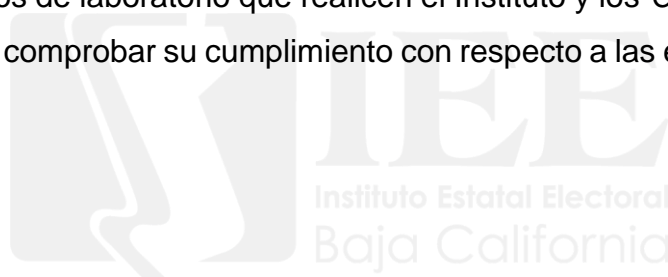 os de laboratorio que realicen el Instituto y los
comprobar su cumplimiento con respecto a las
IEE
Instituto Estatal Electoral
Baja California